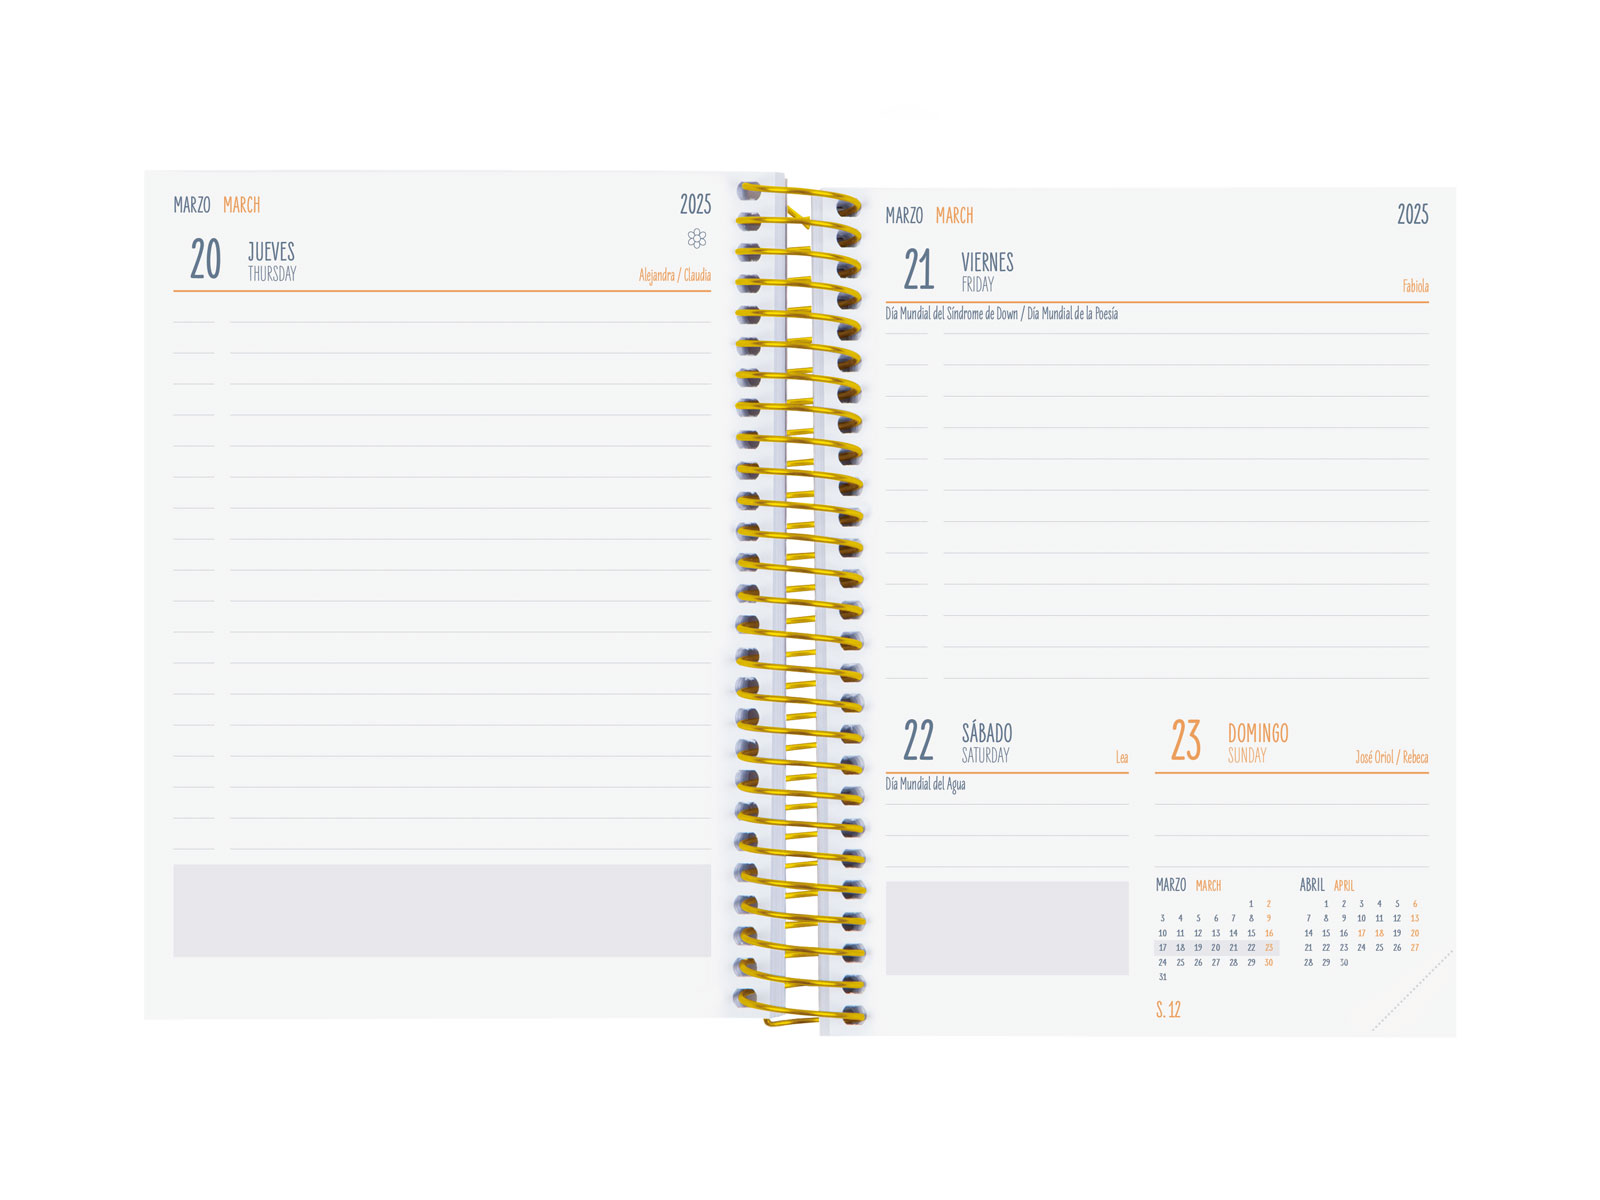 MARZO MARCH 2025
20 JUEVES
THURSDAY
Alejandra / Claudia
MARZO MARCH 2025
21 VIERNES
FRIDAY
Fabiola
Día Mundial del Síndrome de Down / Día Mundial de la Poesía
22 SÁBADO
SATURDAY
Lea
Día Mundial del Agua
23 DOMINGO
SUNDAY
José Oriol / Rebeca
MARZO MARCH
1 2
3 4 5 6 7 8 9
10 11 12 13 14 15 16
17 18 19 20 21 22 23
24 25 26 27 28 29 30
31
ABRIL APRIL
1 2 3 4 5 6
7 8 9 10 11 12 13
14 15 16 17 18 19 20
21 22 23 24 25 26 27
28 29 30
S. 12